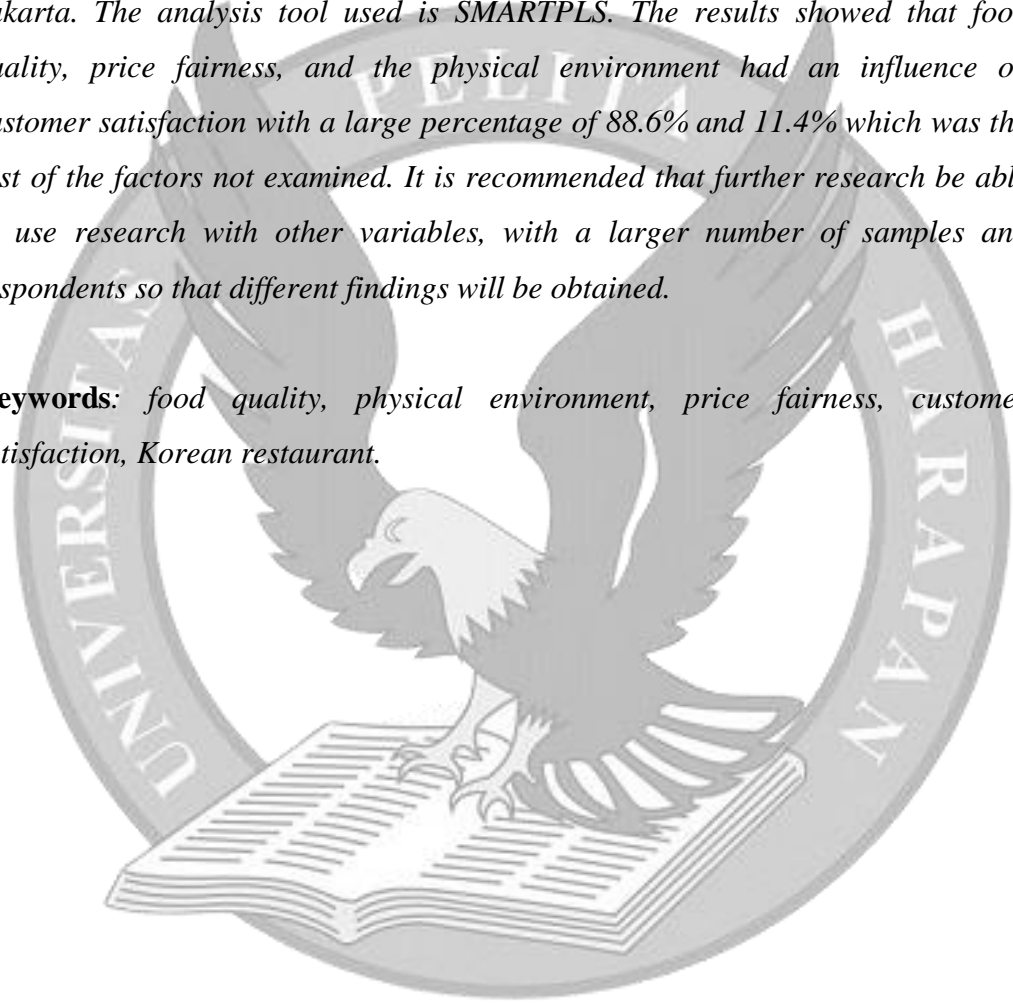 akarta. The analysis tool used is SMARTPLS. The results showed that foo
uality, price fairness, and the physical environment had an influence o
ustomer satisfaction with a large percentage of 88.6% and 11.4% which was th
st of the factors not examined. It is recommended that further research be abl
use research with other variables, with a larger number of samples an
spondents so that different findings will be obtained.
eywords: food quality, physical environment, price fairness, custome
tisfaction, Korean restaurant.
UNIVERSITAS PELITA HARAPAN